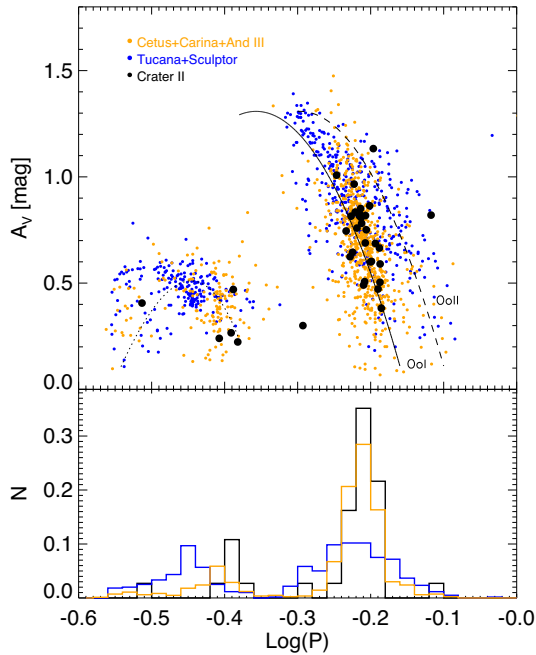 Cetus+Carina+And III
Tucana+Sculptor
Crater II
A_V [mag]
1.5
1.0
0.5
0.0
OoII
OoI
N
0.3
0.2
0.1
0.0
-0.6 -0.5 -0.4 -0.3 -0.2 -0.1 -0.0
Log(P)